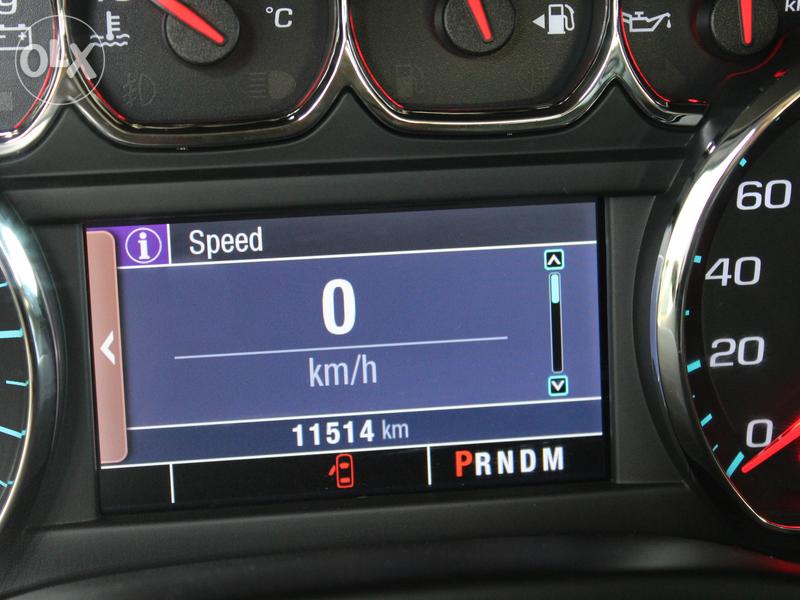 OLX
°C
Speed
0
km/h
11514 km
PRNDM
60
40
20
0